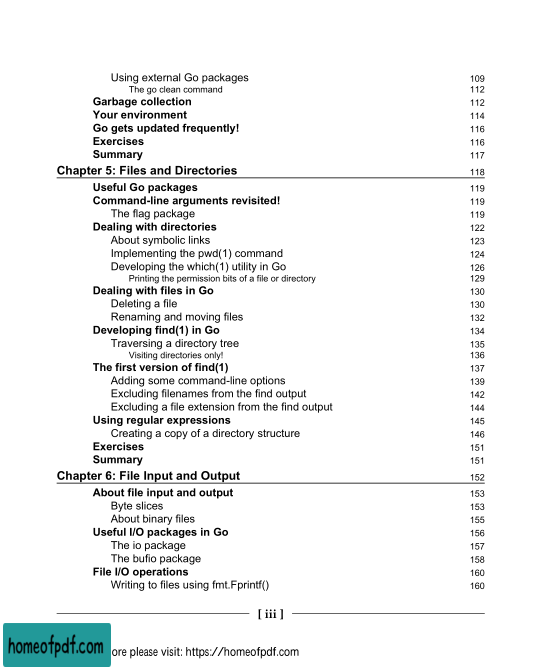 Using external Go packages 109
The go clean command 112
Garbage collection 112
Your environment 114
Go gets updated frequently! 116
Exercises 116
Summary 117
Chapter 5: Files and Directories 118
Useful Go packages 119
Command-line arguments revisited! 119
The flag package 119
Dealing with directories 122
About symbolic links 123
Implementing the pwd(1) command 124
Developing the which(1) utility in Go 126
Printing the permission bits of a file or directory 129
Dealing with files in Go 130
Deleting a file 130
Renaming and moving files 132
Developing find(1) in Go 134
Traversing a directory tree 135
Visiting directories only! 136
The first version of find(1) 137
Adding some command-line options 139
Excluding filenames from the find output 142
Excluding a file extension from the find output 144
Using regular expressions 145
Creating a copy of a directory structure 146
Exercises 151
Summary 151
Chapter 6: File Input and Output 152
About file input and output 153
Byte slices 153
About binary files 155
Useful I/O packages in Go 156
The io package 157
The bufio package 158
File I/O operations 160
Writing to files using fmt.Fprintf() 160
[ iii ]
homeofpdf.com ore please visit: https://homeofpdf.com